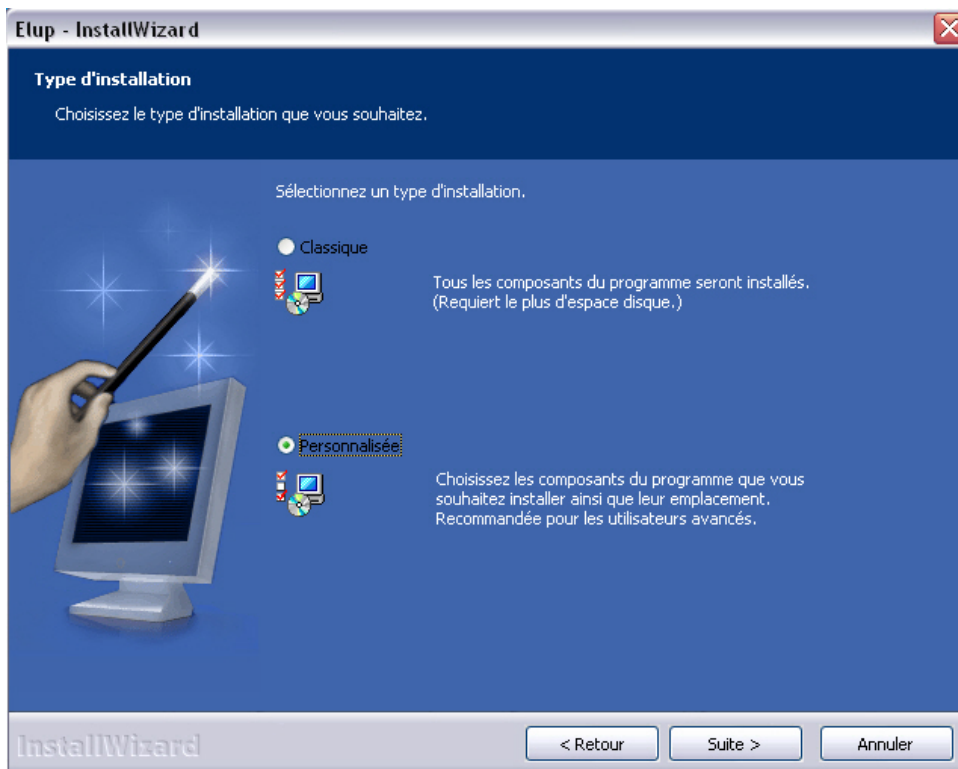 Elup - InstallWizard
Type d'installation
Choisissez le type d'installation que vous souhaitez.
Sélectionnez un type d'installation.
Classique
Tous les composants du programme seront installés.
(Requiert le plus d'espace disque.)
Personnalisée
Choisissez les composants du programme que vous
souhaitez installer ainsi que leur emplacement.
Recommandée pour les utilisateurs avancés.
InstallWizard
< Retour
Suite >
Annuler